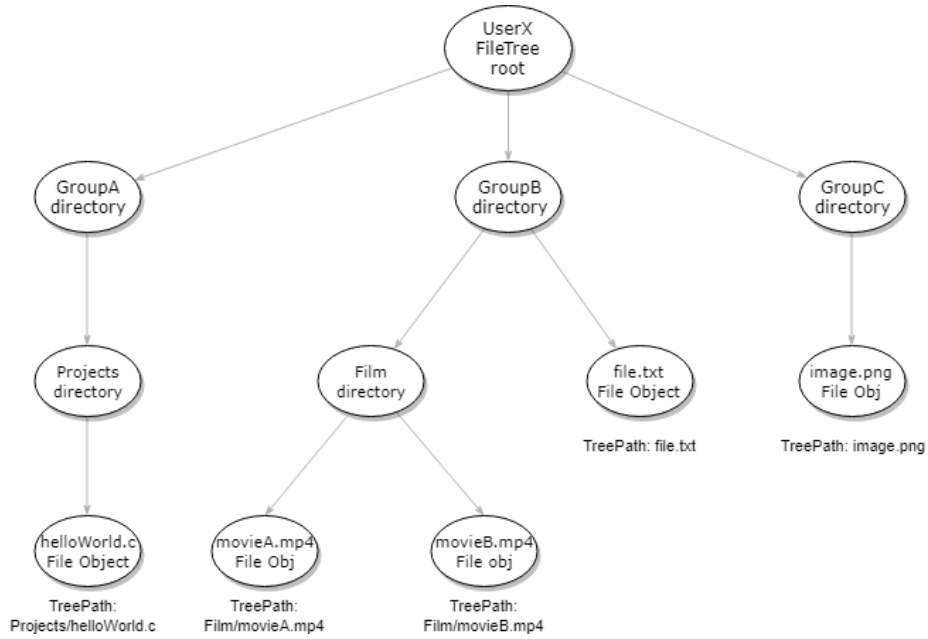 UserX
FileTree
root
GroupA
directory
GroupB
directory
GroupC
directory
Projects
directory
Film
directory
file.txt
File Object
image.png
File Obj
TreePath: file.txt
TreePath: image.png
helloWorld.c
File Object
movieA.mp4
File Obj
movieB.mp4
File obj
TreePath:
Projects/helloWorld.c
TreePath:
Film/movieA.mp4
TreePath:
Film/movieB.mp4